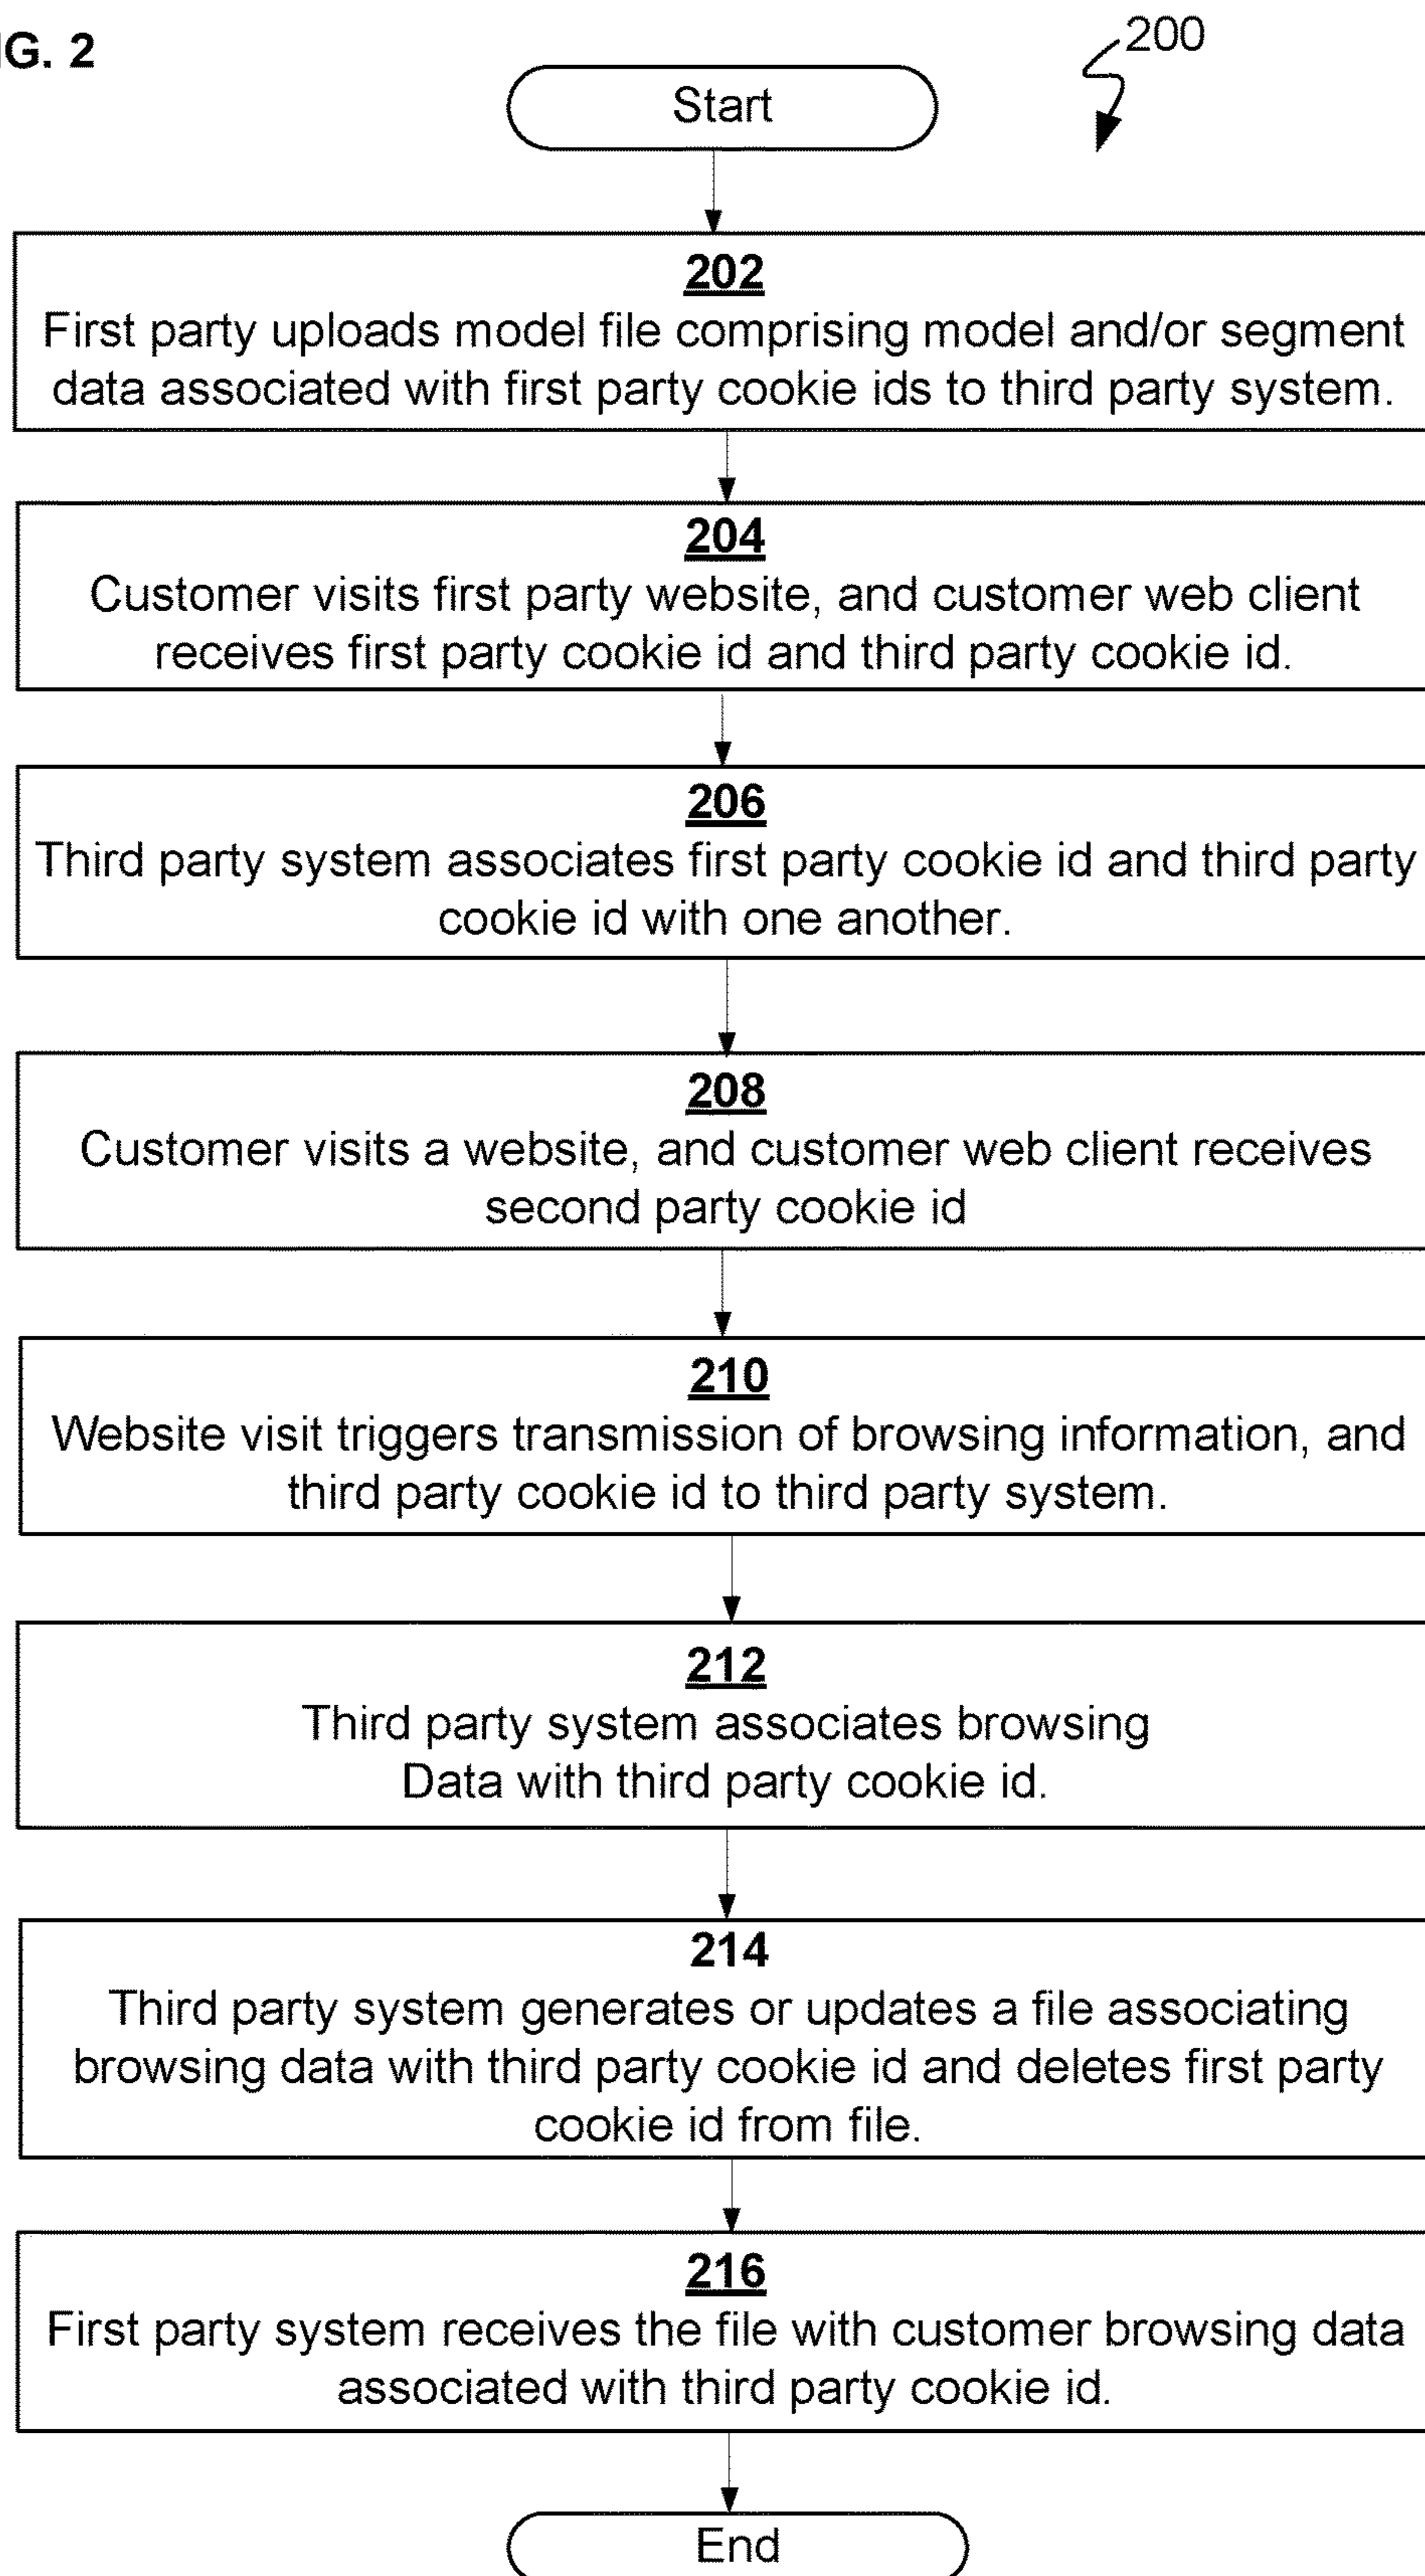 G. 2
200
Start
202
First party uploads model file comprising model and/or segment
data associated with first party cookie ids to third party system.
204
Customer visits first party website, and customer web client
receives first party cookie id and third party cookie id.
206
Third party system associates first party cookie id and third party
cookie id with one another.
208
Customer visits a website, and customer web client receives
second party cookie id
210
Website visit triggers transmission of browsing information, and
third party cookie id to third party system.
212
Third party system associates browsing
Data with third party cookie id.
214
Third party system generates or updates a file associating
browsing data with third party cookie id and deletes first party
cookie id from file.
216
First party system receives the file with customer browsing data
associated with third party cookie id.
End